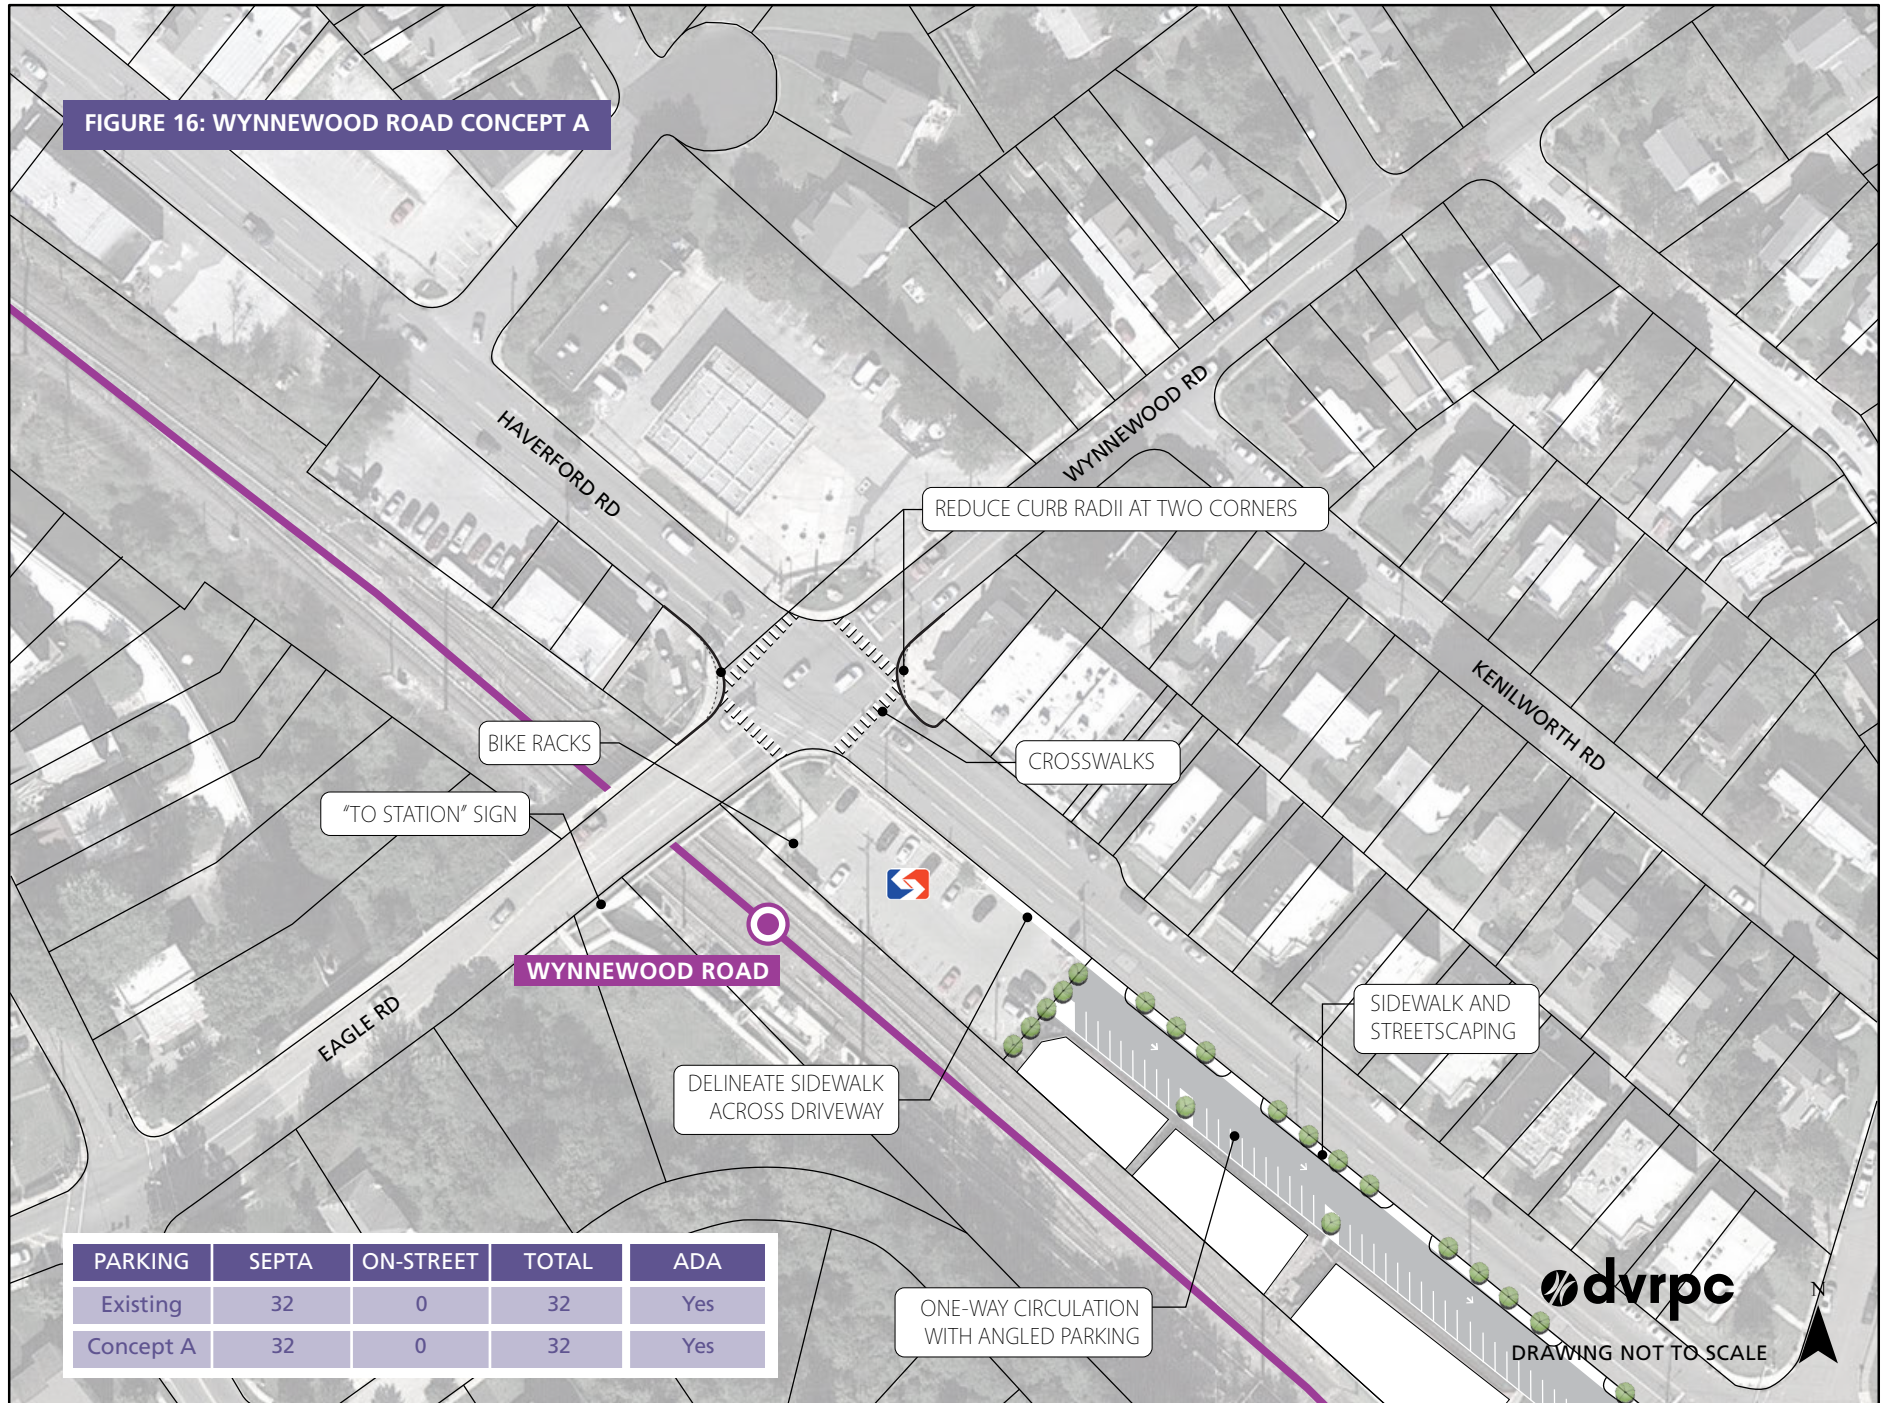 FIGURE 16: WYNNEWOOD ROAD CONCEPT A
HAVERFORD RD
WYNNEWOOD RD
REDUCE CURB RADII AT TWO CORNERS
KENILWORTH RD
BIKE RACKS
CROSSWALKS
"TO STATION" SIGN
WYNNEWOOD ROAD
EAGLE RD
SIDEWALK AND
STREETSCAPING
DELINEATE SIDEWALK
ACROSS DRIVEWAY
ONE-WAY CIRCULATION
WITH ANGLED PARKING
PARKING SEPTA ON-STREET TOTAL ADA
Existing 32 0 32 Yes
Concept A 32 0 32 Yes
dvrpc
N
DRAWING NOT TO SCALE